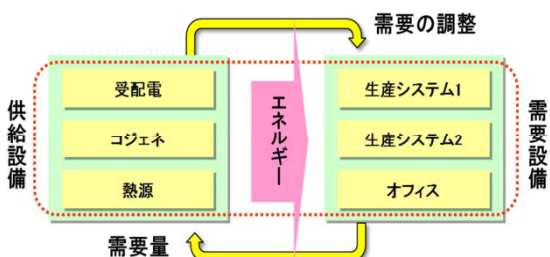 需要の調整
供給設備
受配電
コジェネ
熱源
エネルギー
生産システム1
生産システム2
オフィス
需要設備
需要量